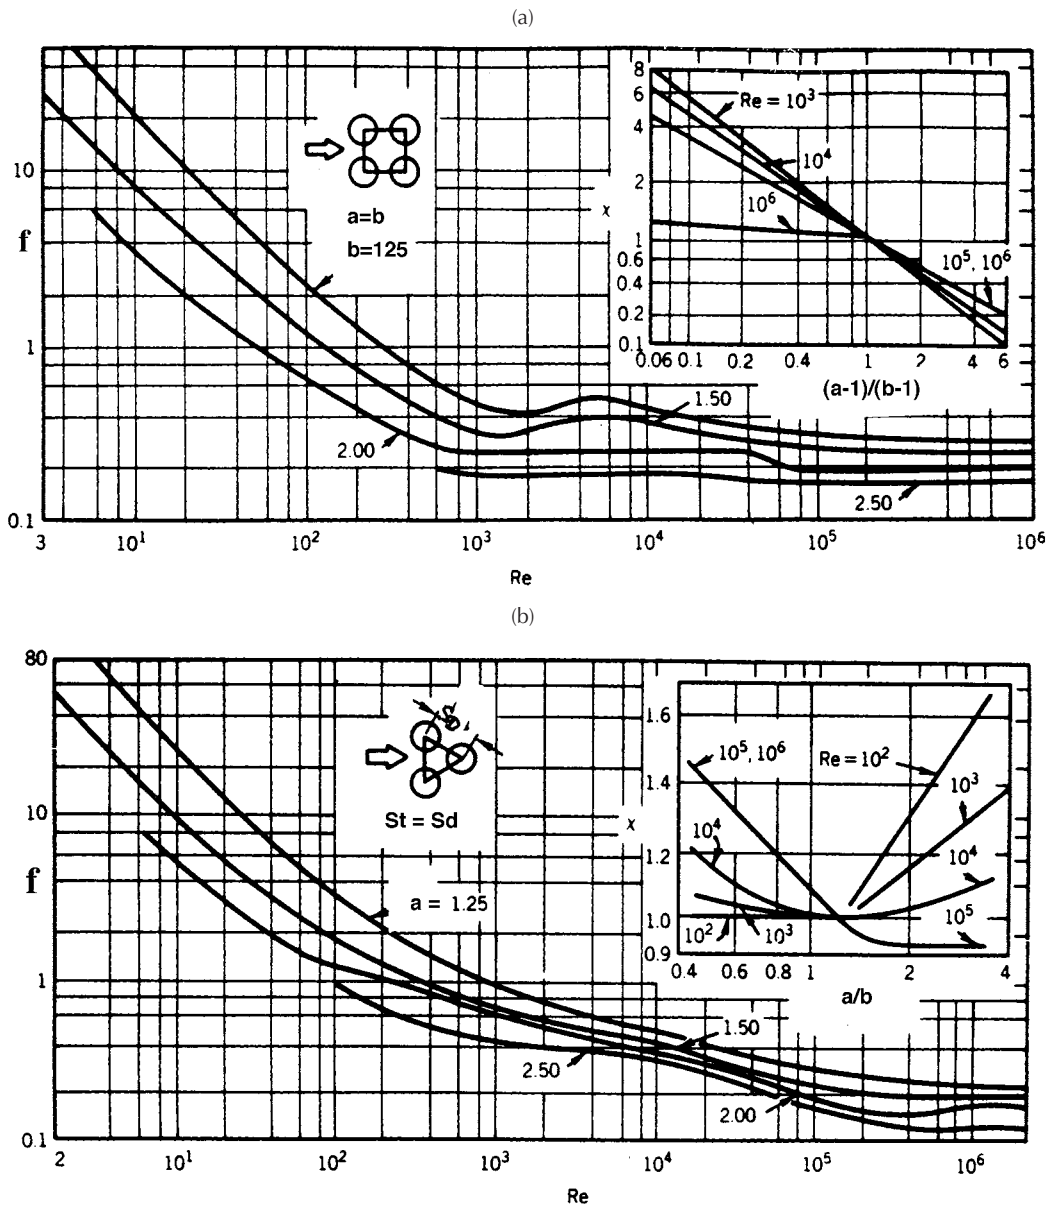 (a)
Re = 10³
8
6
4
2
1
0.6
0.4
0.2
0.1
χ
10⁴
10⁶
10⁵, 10⁶
0.06 0.1 0.2 0.4 1 2 4 6
(a-1)/(b-1)
a=b
b=125
10
f
1
0.1
1.50
2.00
2.50
3 10¹ 10² 10³ 10⁴ 10⁵ 10⁶
Re
(b)
80
10
f
1
0.1
SD
St = Sd
a = 1.25
1.6
1.4
1.2
1.0
0.9
χ
10⁵, 10⁶
Re = 10²
10³
10⁴
10⁴
10² 10³
10⁵
0.4 0.6 0.8 1 2 4
a/b
1.50
2.50
2.00
2 10¹ 10² 10³ 10⁴ 10⁵ 10⁶
Re